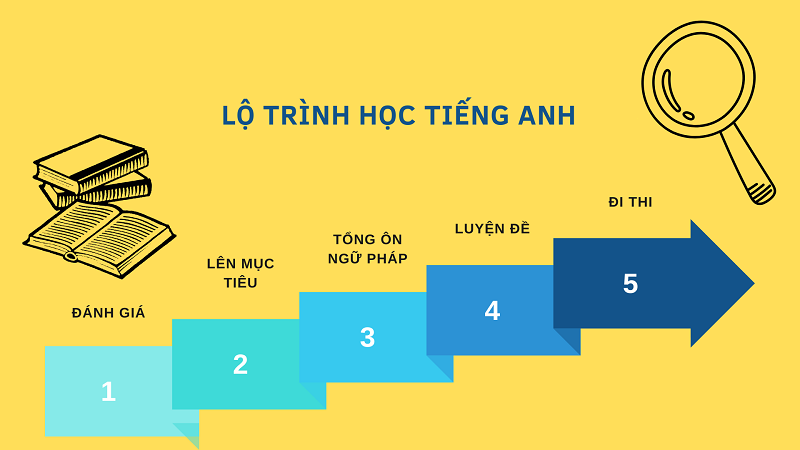 LỘ TRÌNH HỌC TIẾNG ANH
ĐÁNH GIÁ
1
LÊN MỤC
TIÊU
2
TỔNG ÔN
NGỮ PHÁP
3
LUYỆN ĐỀ
4
ĐI THI
5